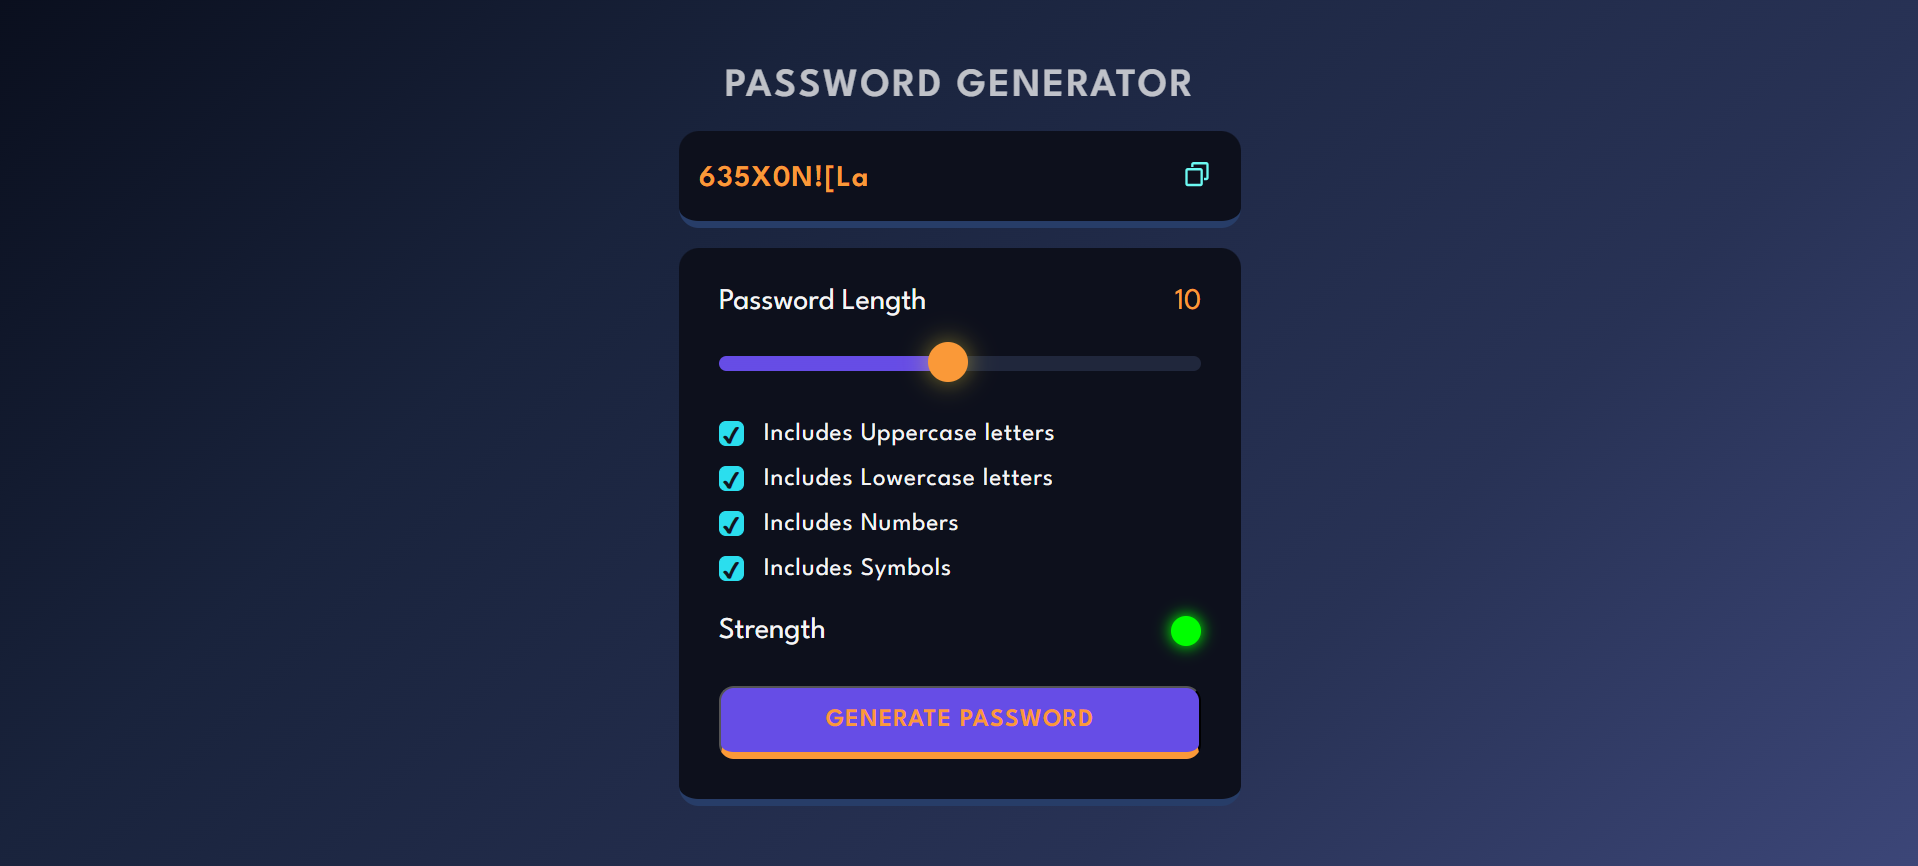 PASSWORD GENERATOR
635X0N![La
Password Length 10
Includes Uppercase letters
Includes Lowercase letters
Includes Numbers
Includes Symbols
Strength
GENERATE PASSWORD